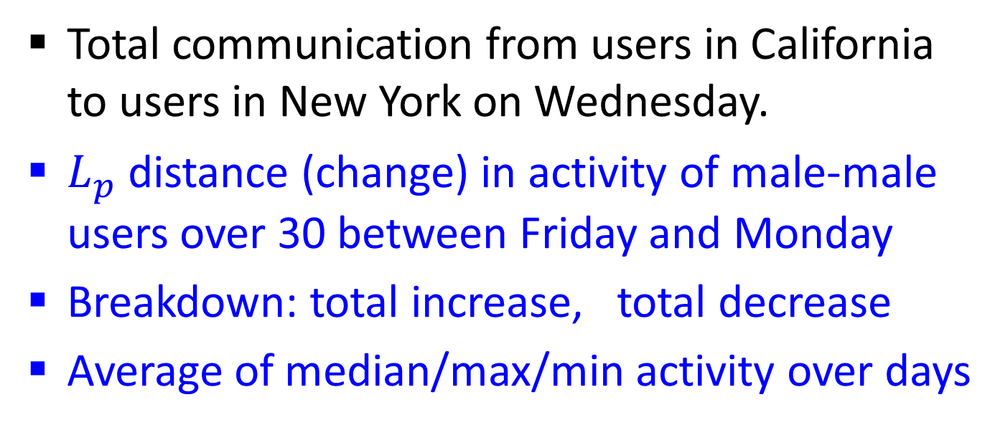 ▪ Total communication from users in California
to users in New York on Wednesday.
▪ $L_p$ distance (change) in activity of male-male
users over 30 between Friday and Monday
▪ Breakdown: total increase, total decrease
▪ Average of median/max/min activity over days